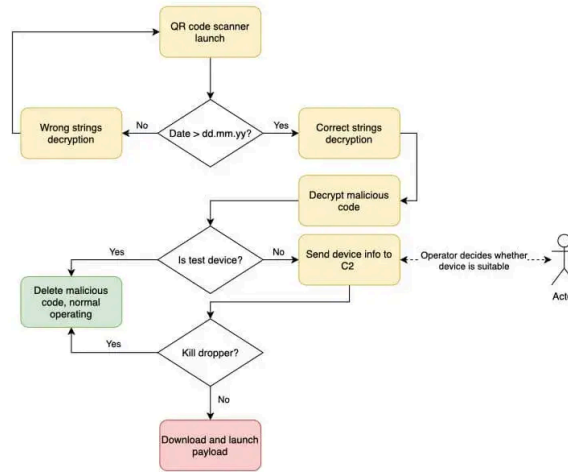 QR code scanner
launch
Wrong strings
decryption
No
Date > dd.mm.yy?
Yes
Correct strings
decryption
Decrypt malicious
code
Yes
Is test device?
No
Send device info to
C2
Operator decides whether
device is suitable
Acto
Delete malicious
code, normal
operating
Yes
Kill dropper?
No
Download and launch
payload